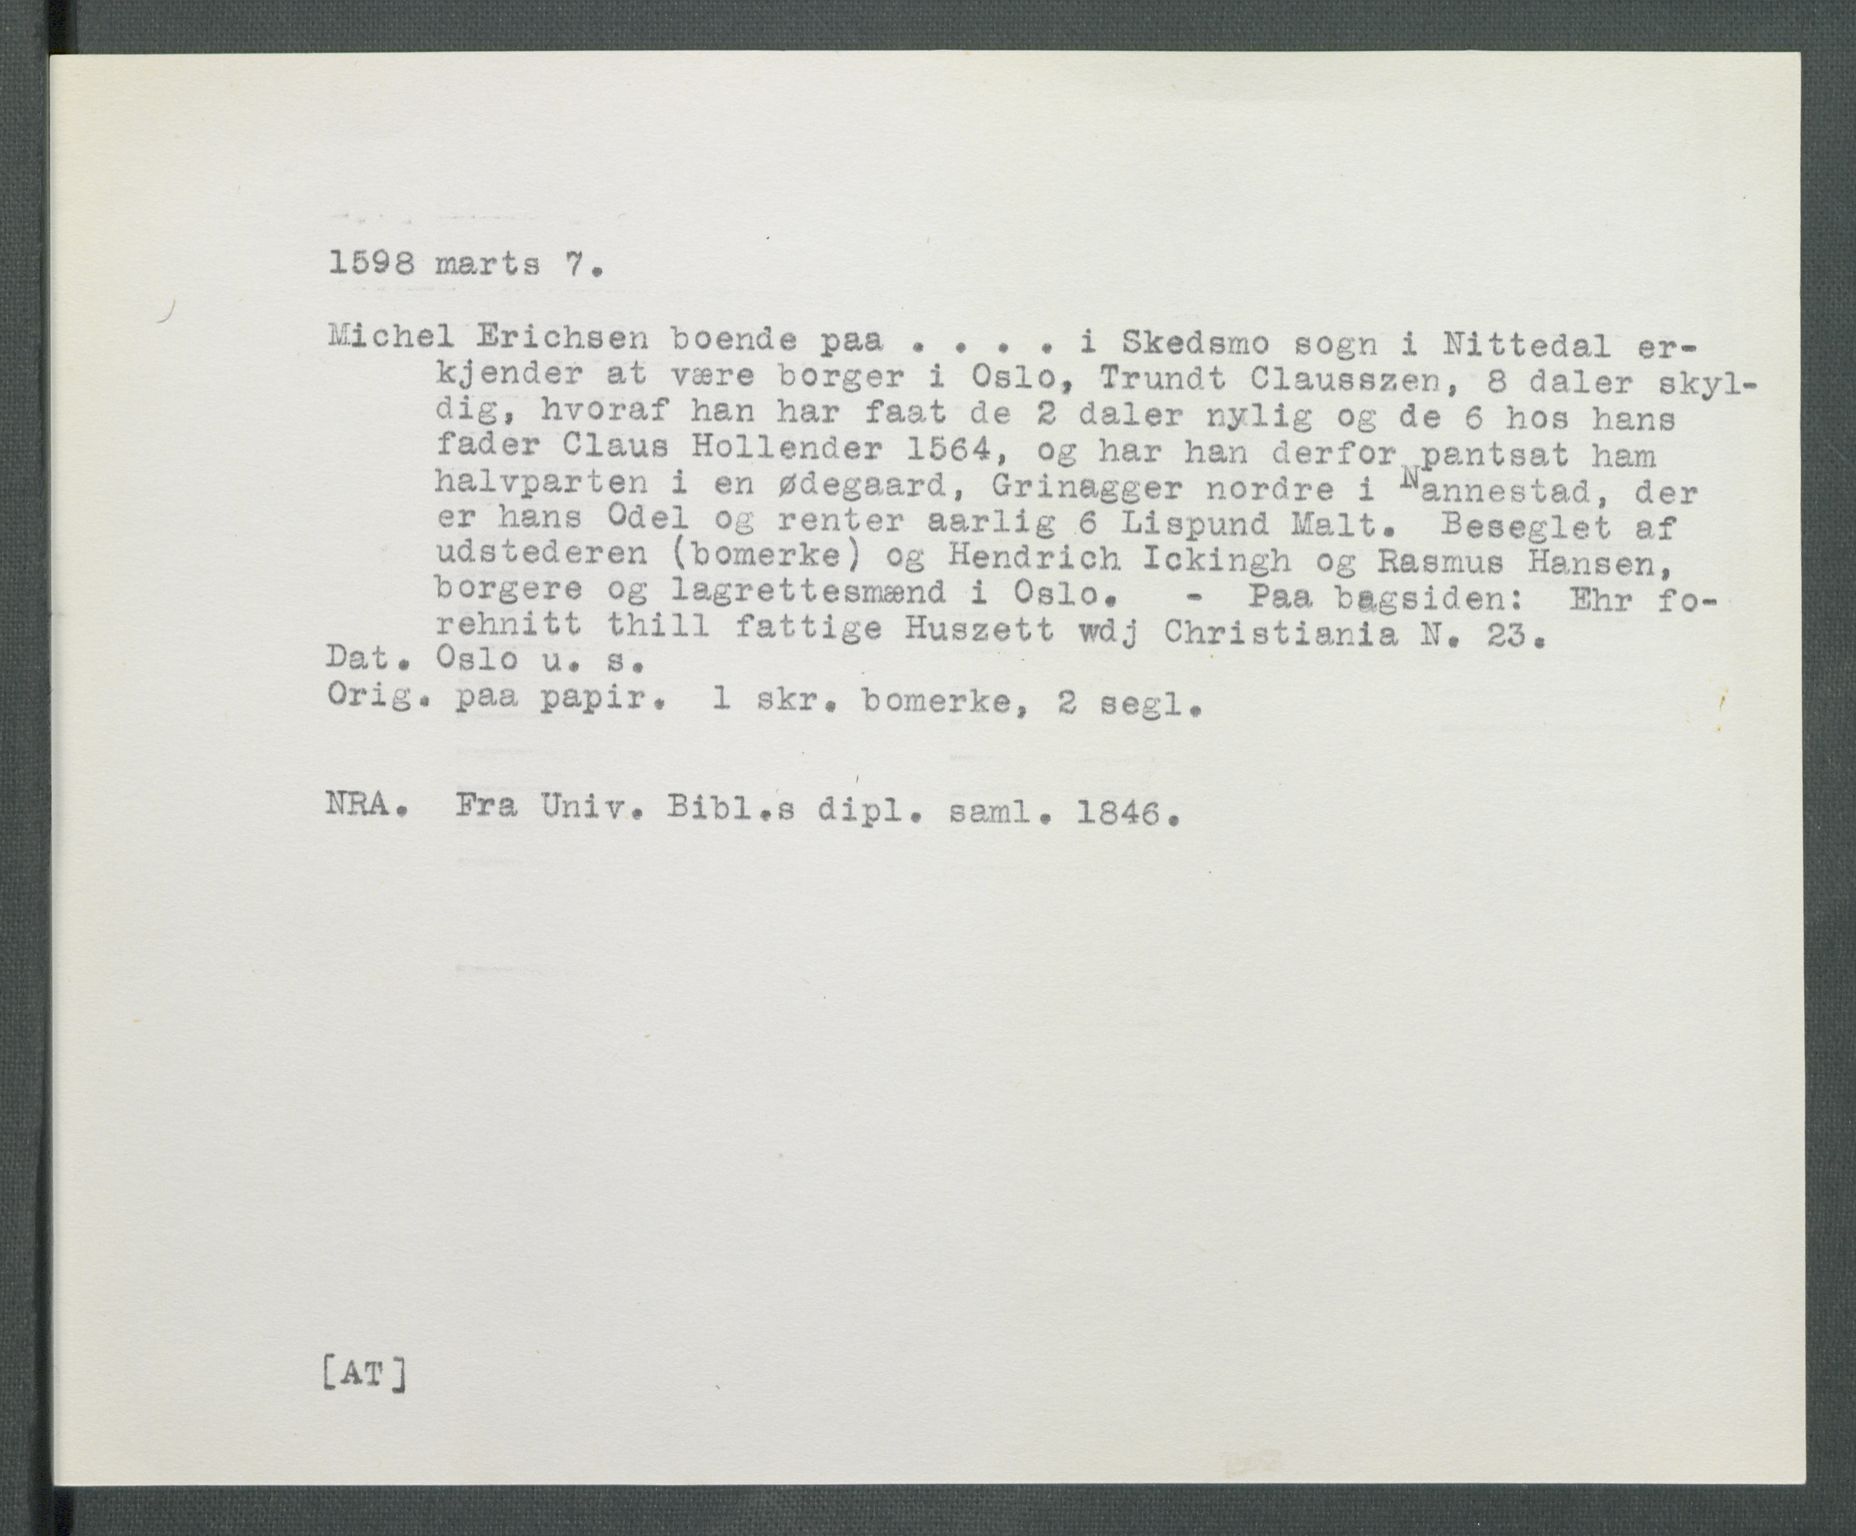 1598 marts 7.
Michel Erichsen boende paa . . . . i Skedsmo sogn i Nittedal er-
kjender at være borger i Oslo, Trundt Clausszen, 8 daler skyl-
dig, hvoraf han har faat de 2 daler nylig og de 6 hos hans
fader Claus Hollender 1564, og har han derfor pantsat ham
halvparten i en ødegaard, Grinagger nordre i Nannestad, der
er hans Odel og renter aarlig 6 Lispund Malt. Beseglet af
udstederen (bomerke) og Hendrich Ickingh og Rasmus Hansen,
borgere og lagrettesmænd i Oslo. - Paa bagsiden: Ehr fo-
rehnitt thill fattige Huszett wdj Christiania N. 23.
Dat. Oslo u. s.
Orig. paa papir. 1 skr. bomerke, 2 segl.
NRA. Fra Univ. Bibl.s dipl. saml. 1846.
[AT]